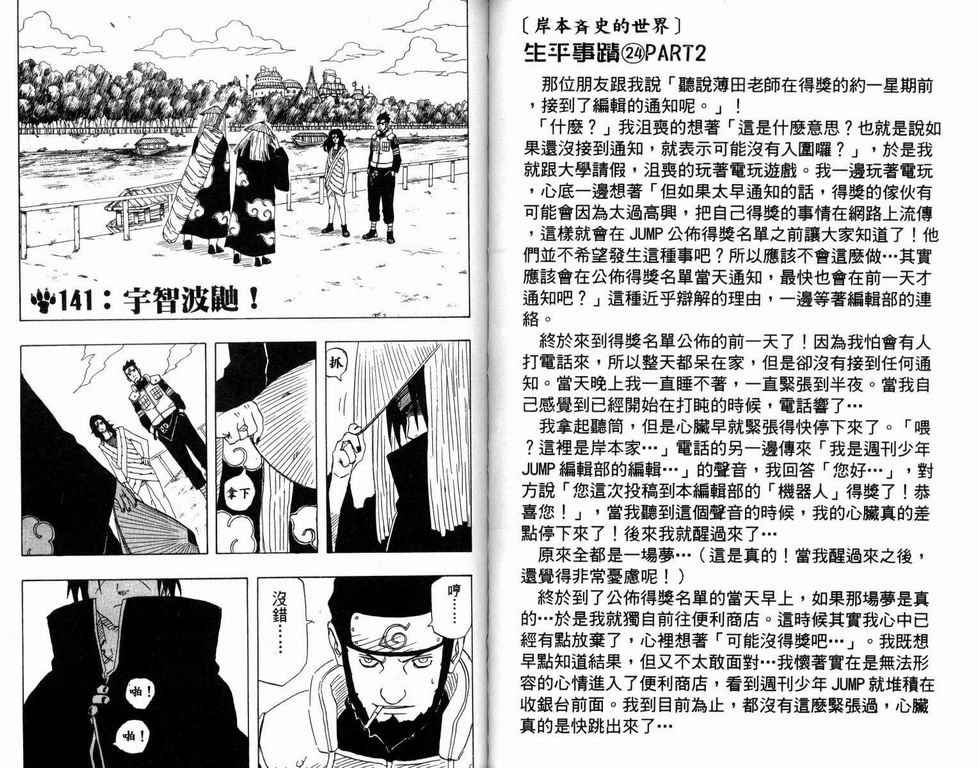 〔岸本斉史的世界〕
生平事蹟㉔PART2
那位朋友跟我說「聽說薄田老師在得獎的約一星期前
，接到了編輯的通知呢。」！
「什麼？」我沮喪的想著「這是什麼意思？也就是說如
果還沒接到通知，就表示可能沒有入圍囉？」，於是我
就跟大學請假，沮喪的玩著電玩遊戲。我一邊玩著電玩
，心底一邊想著「但如果太早通知的話，得獎的傢伙有
可能會因為太過高興，把自己得獎的事情在網路上流傳
，這樣就會在 JUMP 公佈得獎名單之前讓大家知道了！他
們並不希望發生這種事吧？所以應該不會這麼做…其實
應該會在公佈得獎名單當天通知，最快也會在前一天才
通知吧？」這種近乎辯解的理由，一邊等著編輯部的連
絡。
終於來到得獎名單公佈的前一天了！因為我怕會有人
打電話來，所以整天都呆在家，但是卻沒有接到任何通
知。當天晚上我一直睡不著，一直緊張到半夜。當我自
己感覺到已經開始在打盹的時候，電話響了…
我拿起聽筒，但是心臟早就緊張得快停下來了。「喂
？這裡是岸本家…」電話的另一邊傳來「我是週刊少年
JUMP 編輯部的編輯…」的聲音，我回答「您好…」，對
方說「您這次投稿到本編輯部的「機器人」得獎了！恭
喜您！」，當我聽到這個聲音的時候，我的心臟真的差
點停下來了！後來我就醒過來了…
原來全都是一場夢…（這是真的！當我醒過來之後，
還覺得非常憂慮呢！）
終於到了公佈得獎名單的當天早上，如果那場夢是真
的…於是我就獨自前往便利商店。這時候其實我心中已
經有點放棄了，心裡想著「可能沒得獎吧…」。我既想
早點知道結果，但又不太敢面對…我懷著實在是無法形
容的心情進入了便利商店，看到週刊少年 JUMP 就堆積在
收銀台前面。我到目前為止，都沒有這麼緊張過，心臟
真的是快跳出來了…
141：宇智波鼬！
抓
拿下
哼……
沒錯……
啪！
啪！